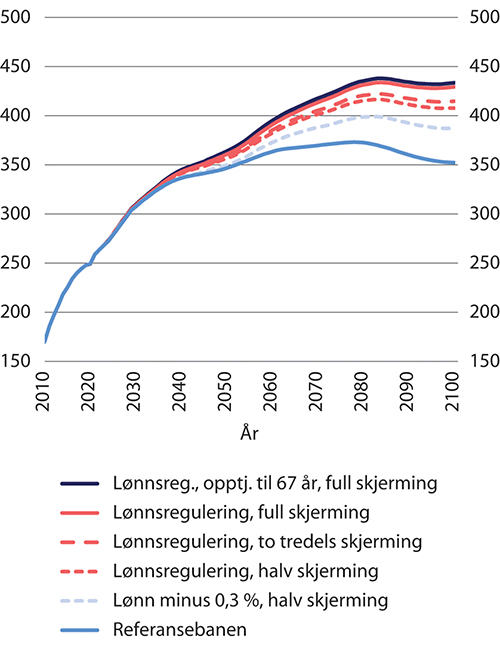 500 500
450 450
400 400
350 350
300 300
250 250
200 200
150 150
2010 2020 2030 2040 2050 2060 2070 2080 2090 2100
År
Lønnsreg., opptj. til 67 år, full skjerming
Lønnsregulering, full skjerming
Lønnsregulering, to tredels skjerming
Lønnsregulering, halv skjerming
Lønn minus 0,3 %, halv skjerming
Referansebanen